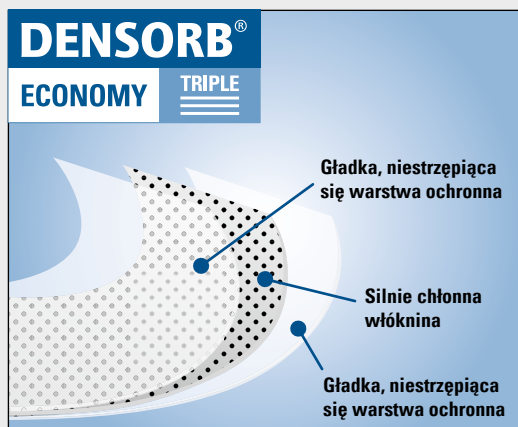 DENSORB®
ECONOMY
TRIPLE
Gładka, niestrzępiąca
się warstwa ochronna
Silnie chłonna
włóknina
Gładka, niestrzępiąca
się warstwa ochronna